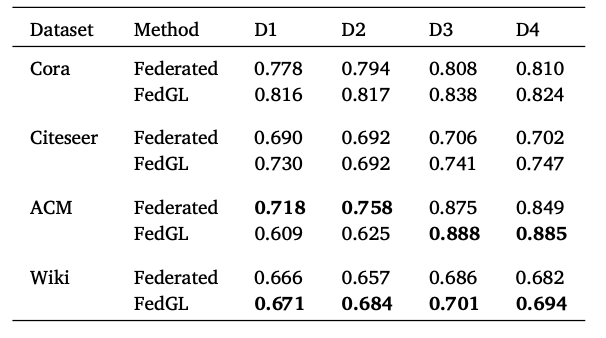 Dataset Method D1 D2 D3 D4
Cora Federated 0.778 0.794 0.808 0.810
FedGL 0.816 0.817 0.838 0.824
Citeseer Federated 0.690 0.692 0.706 0.702
FedGL 0.730 0.692 0.741 0.747
ACM Federated 0.718 0.758 0.875 0.849
FedGL 0.609 0.625 0.888 0.885
Wiki Federated 0.666 0.657 0.686 0.682
FedGL 0.671 0.684 0.701 0.694